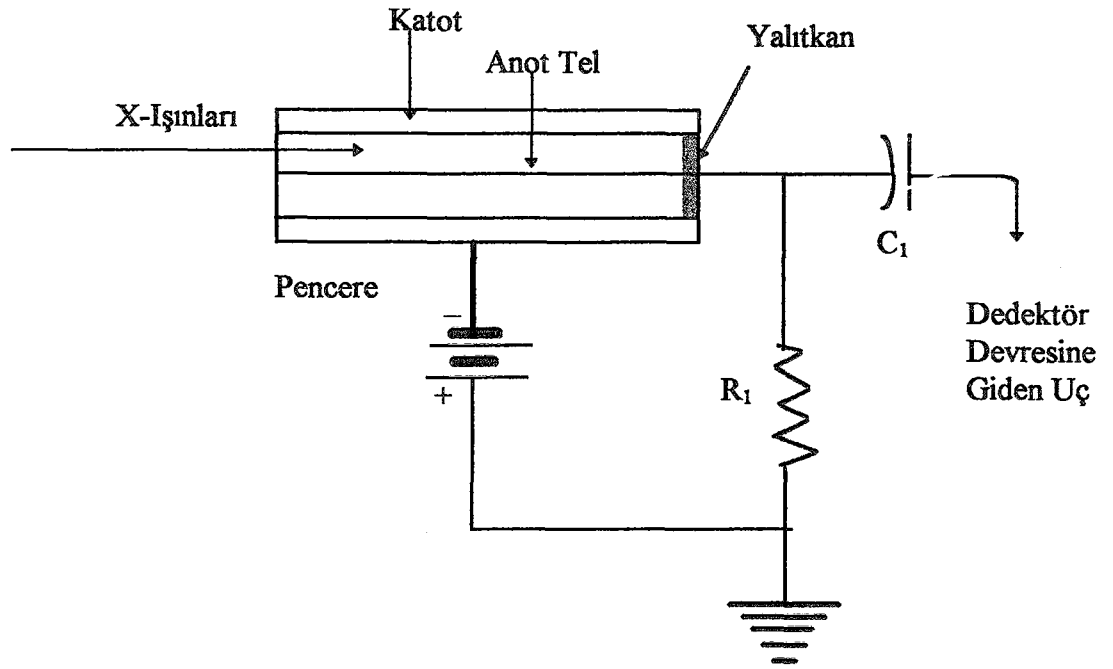 Katot
Yalıtkan
Anot Tel
X-Işınları
C₁
Pencere
−
+
R₁
Dedektör
Devresine
Giden Uç